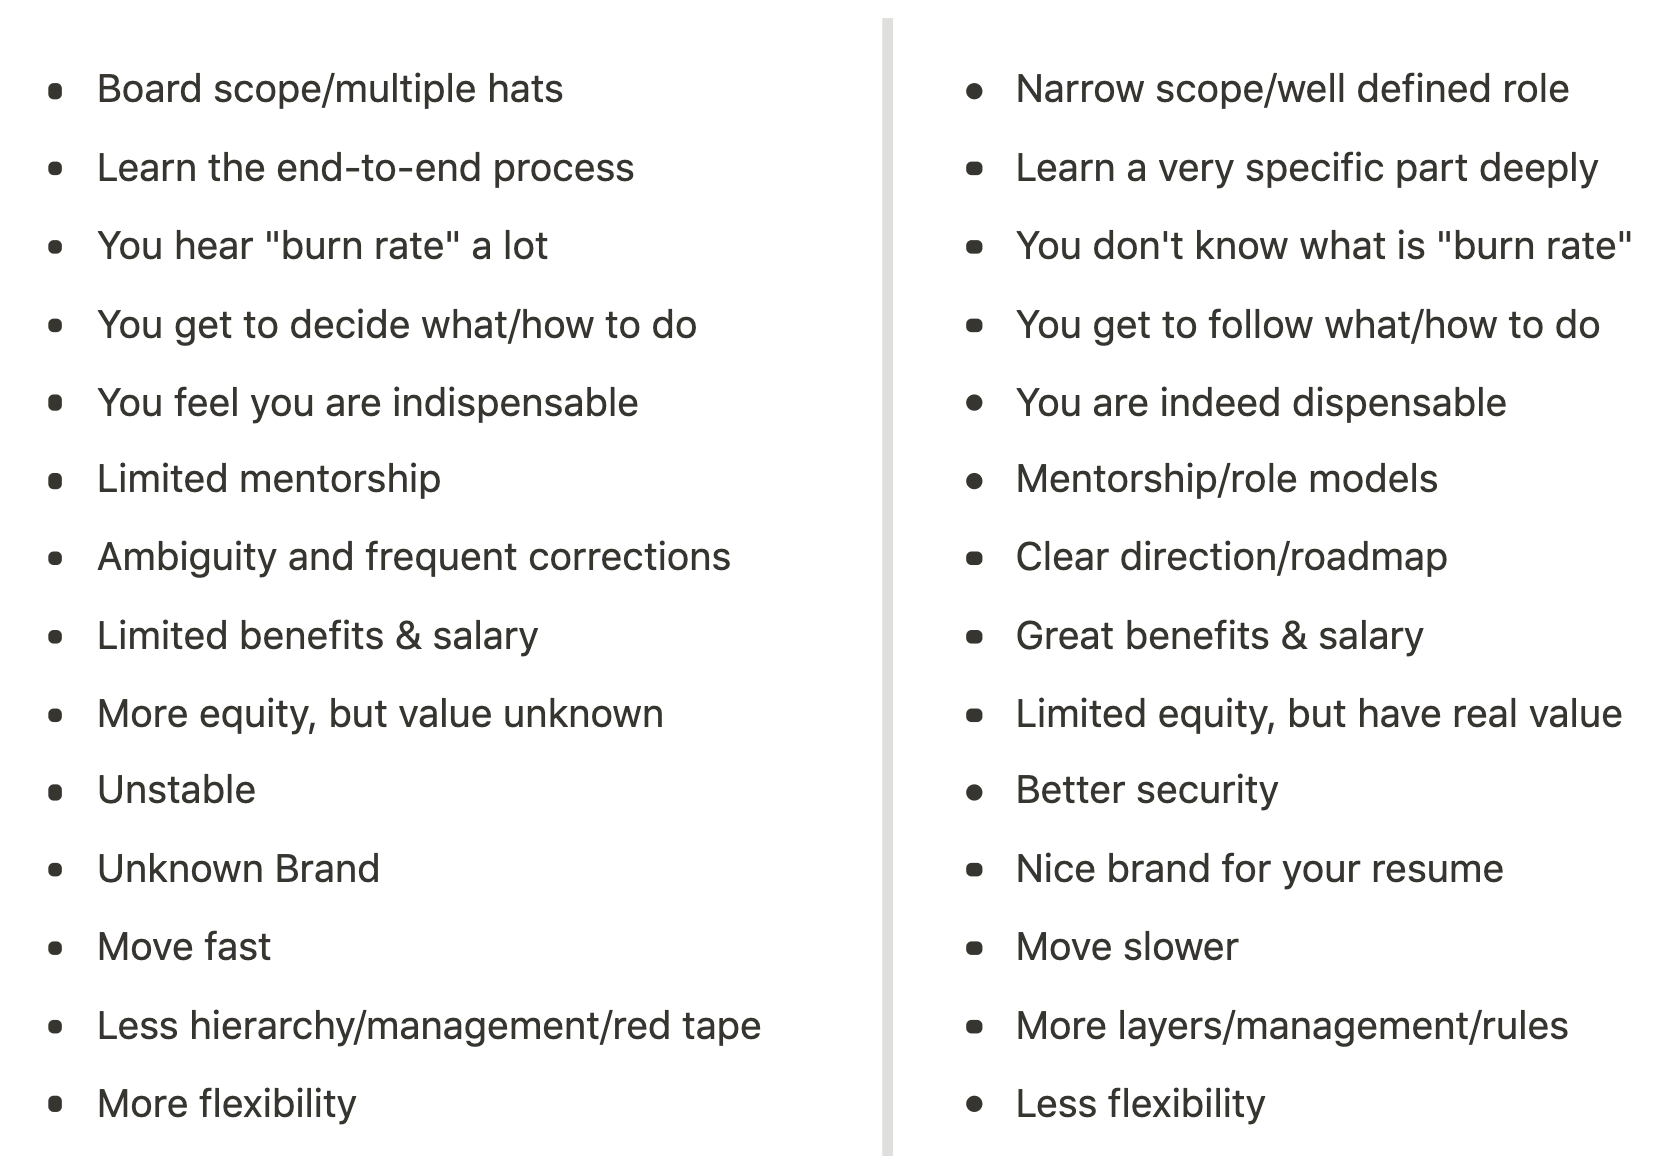 Board scope/multiple hats
Learn the end-to-end process
You hear "burn rate" a lot
You get to decide what/how to do
You feel you are indispensable
Limited mentorship
Ambiguity and frequent corrections
Limited benefits & salary
More equity, but value unknown
Unstable
Unknown Brand
Move fast
Less hierarchy/management/red tape
More flexibility
Narrow scope/well defined role
Learn a very specific part deeply
You don't know what is "burn rate"
You get to follow what/how to do
You are indeed dispensable
Mentorship/role models
Clear direction/roadmap
Great benefits & salary
Limited equity, but have real value
Better security
Nice brand for your resume
Move slower
More layers/management/rules
Less flexibility